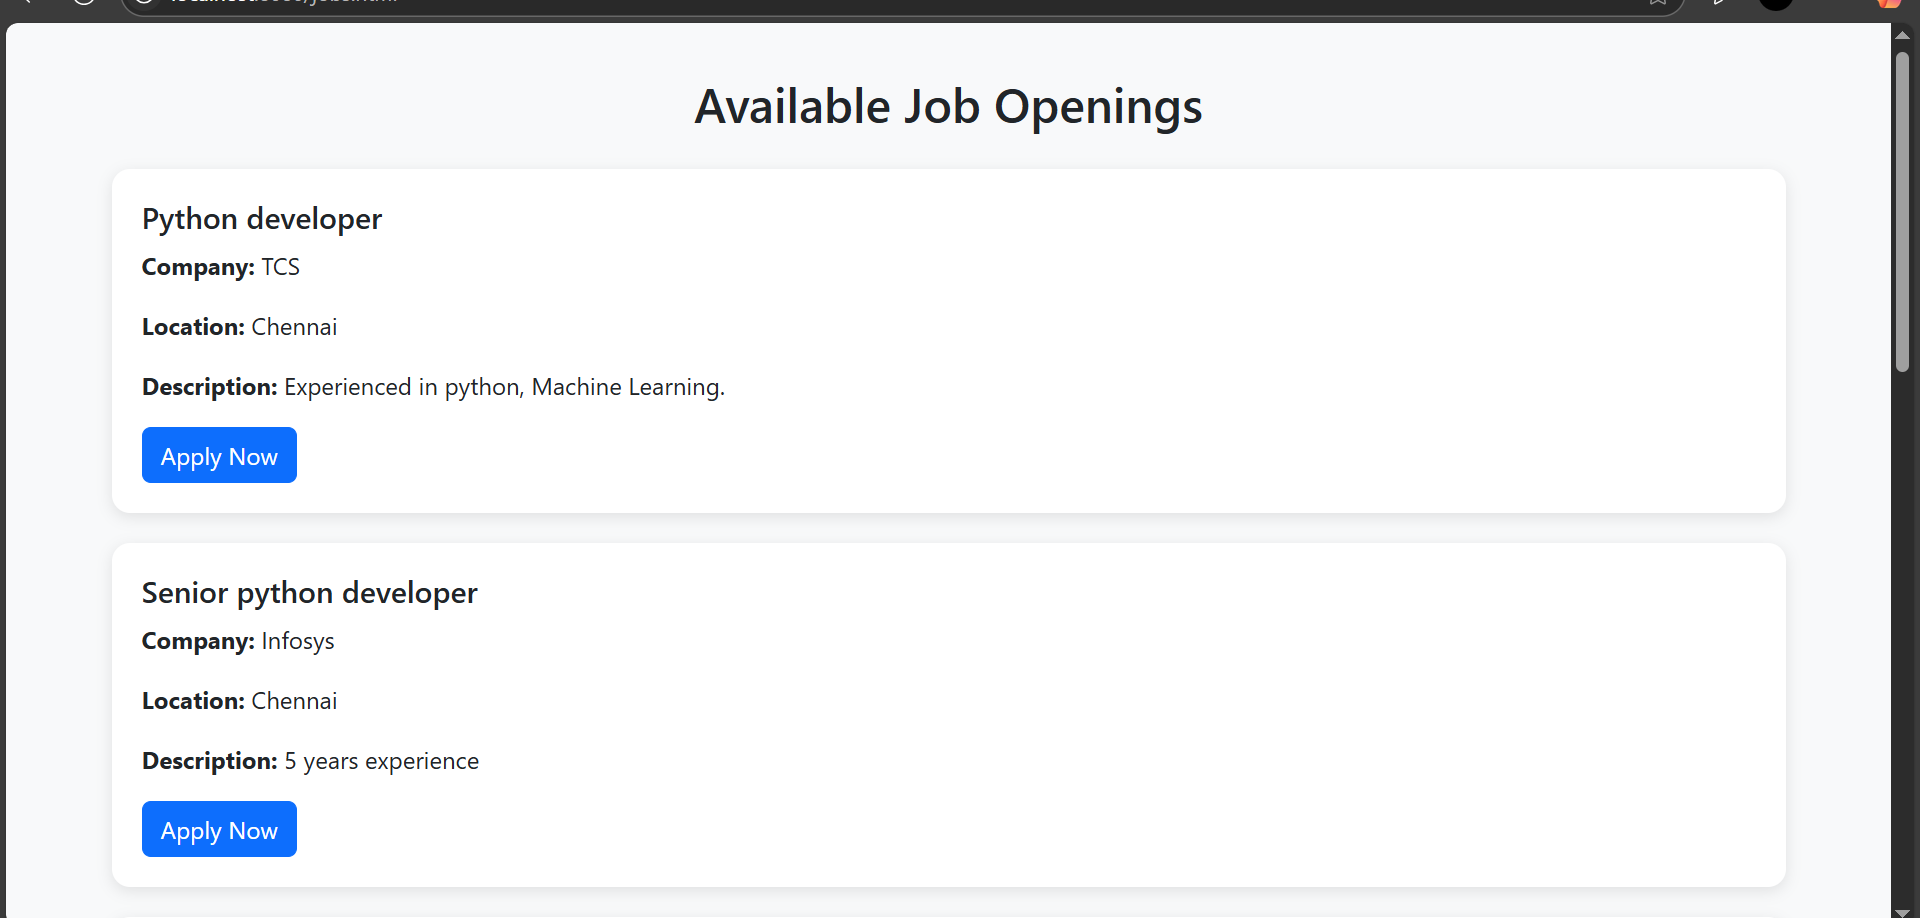 Available Job Openings
Python developer
Company: TCS
Location: Chennai
Description: Experienced in python, Machine Learning.
Apply Now
Senior python developer
Company: Infosys
Location: Chennai
Description: 5 years experience
Apply Now